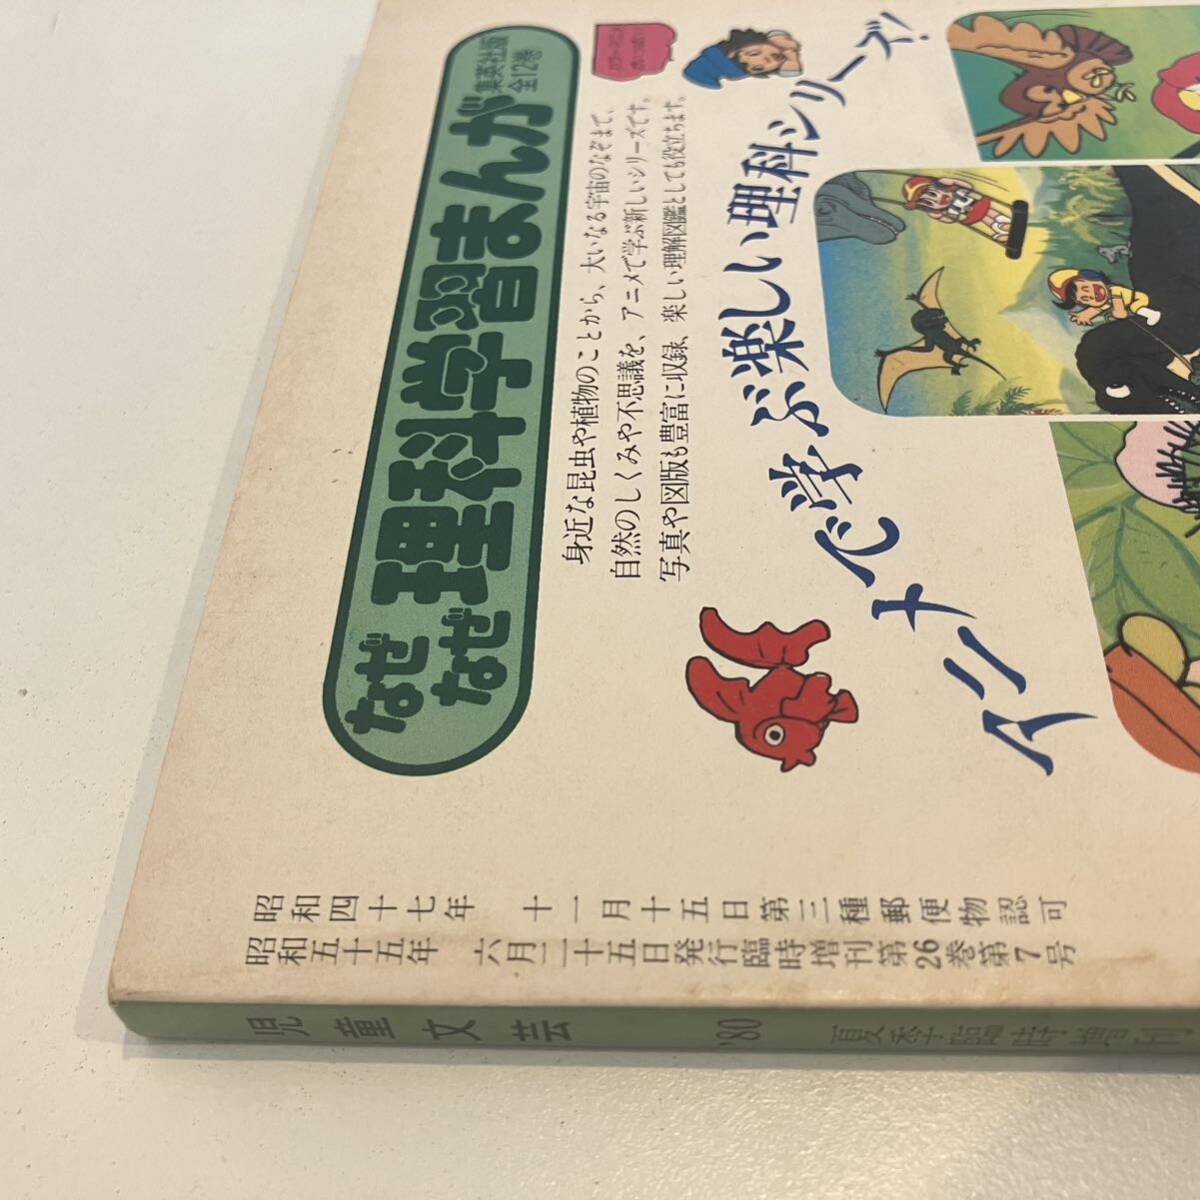 集英社版
全12巻
なぜなぜ理科学習まんが
身近な昆虫や植物のことから、大いなる宇宙のなぞまで、
自然のしくみや不思議を、アニメで学ぶ新しいシリーズです。
写真や図版も豊富に収録、楽しい理解図鑑としても役立ちます。
マンガで学ぶ楽しい理科シリーズ!
昭和四十七年 十一月十五日第三種郵便物認可
昭和五十五年 六月二十五日発行臨時増刊第26巻第7号
児童文芸 '80 夏季臨時増刊